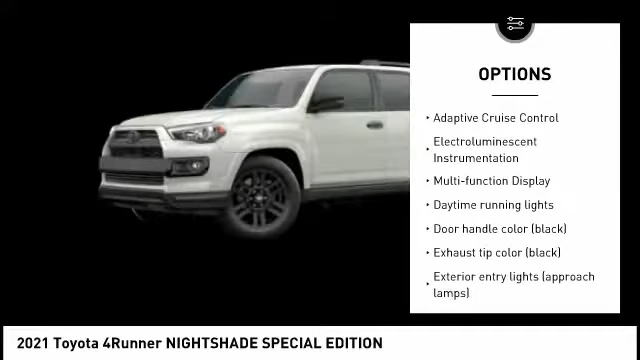 OPTIONS
Adaptive Cruise Control
Electroluminescent
Instrumentation
Multi-function Display
Daytime running lights
Door handle color (black)
Exhaust tip color (black)
Exterior entry lights (approach
lamps)
2021 Toyota 4Runner NIGHTSHADE SPECIAL EDITION